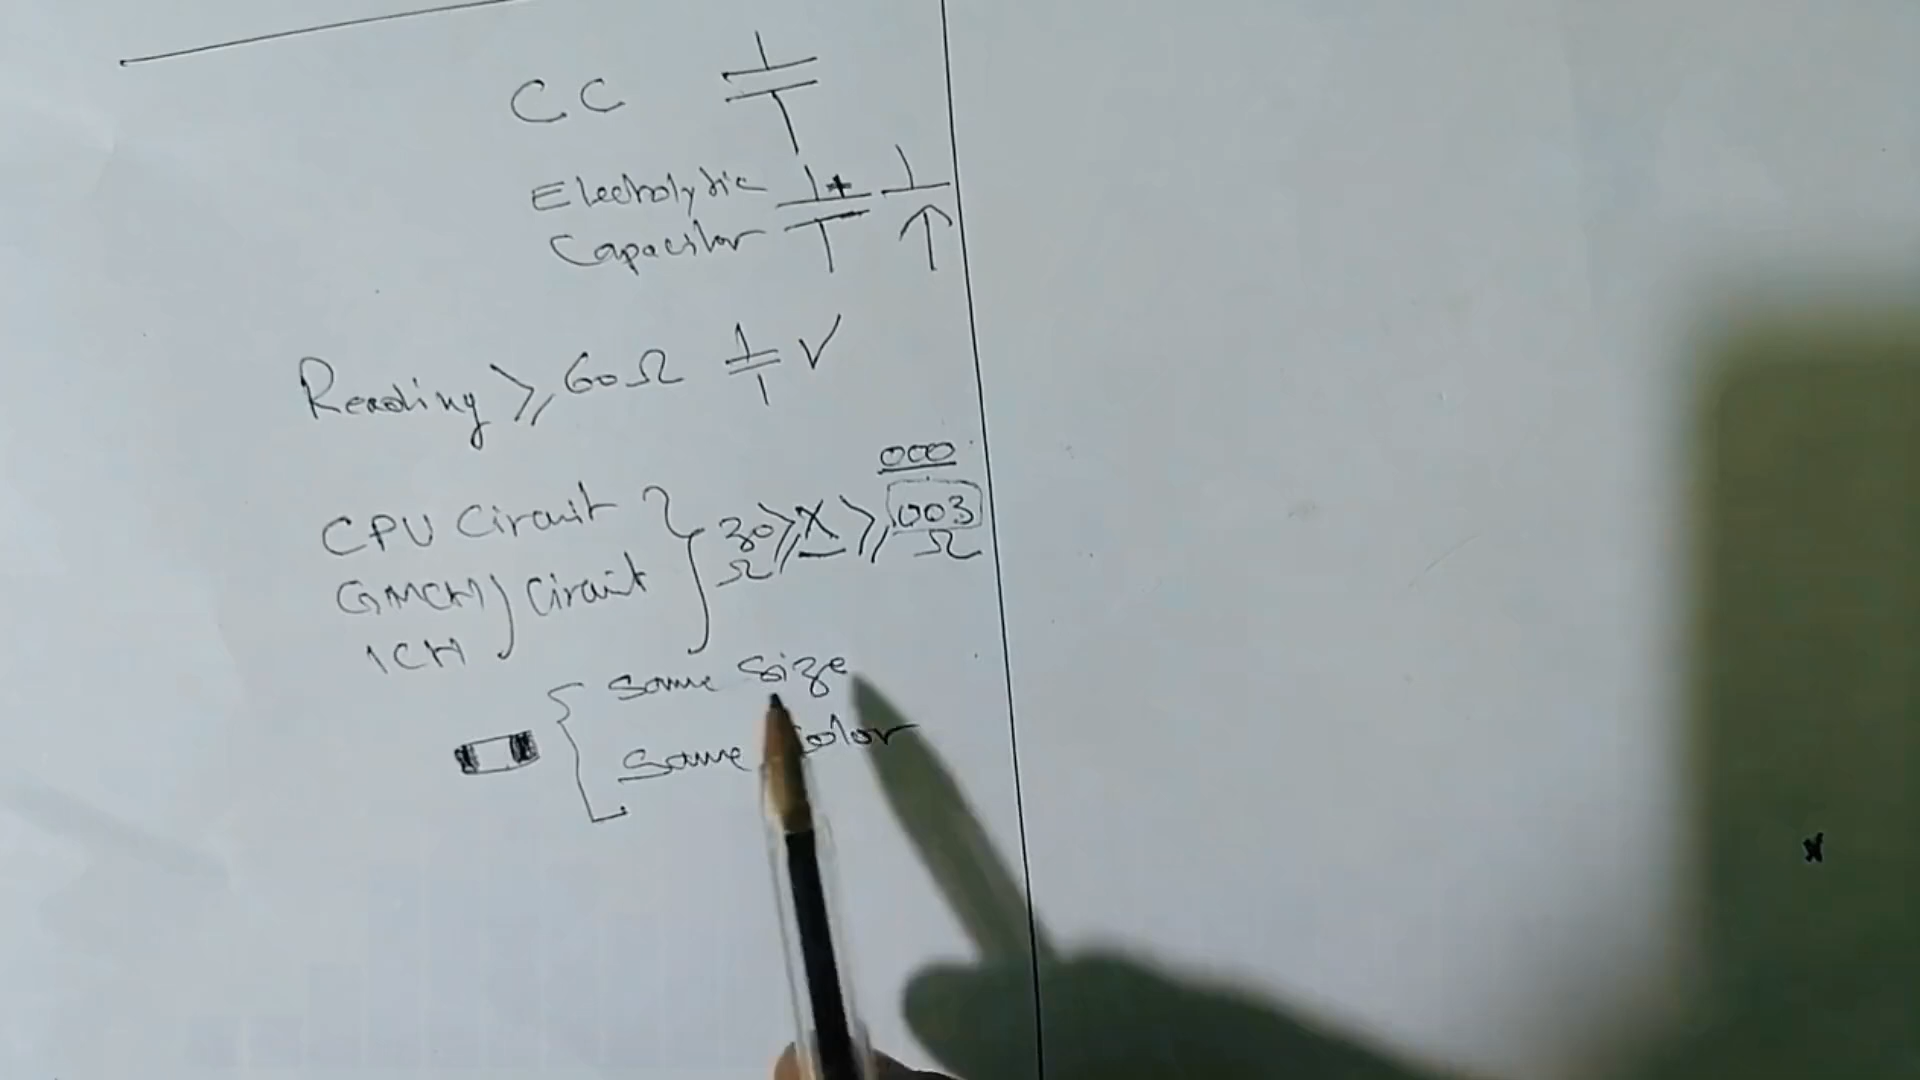 CC
Electrolytic
Capacitor +
Reading ≥ 60Ω
000
CPU Circuit
30 ≥ X ≥ 003
Ω Ω
GMCH) Circuit
ICH
Same Size
Same Color